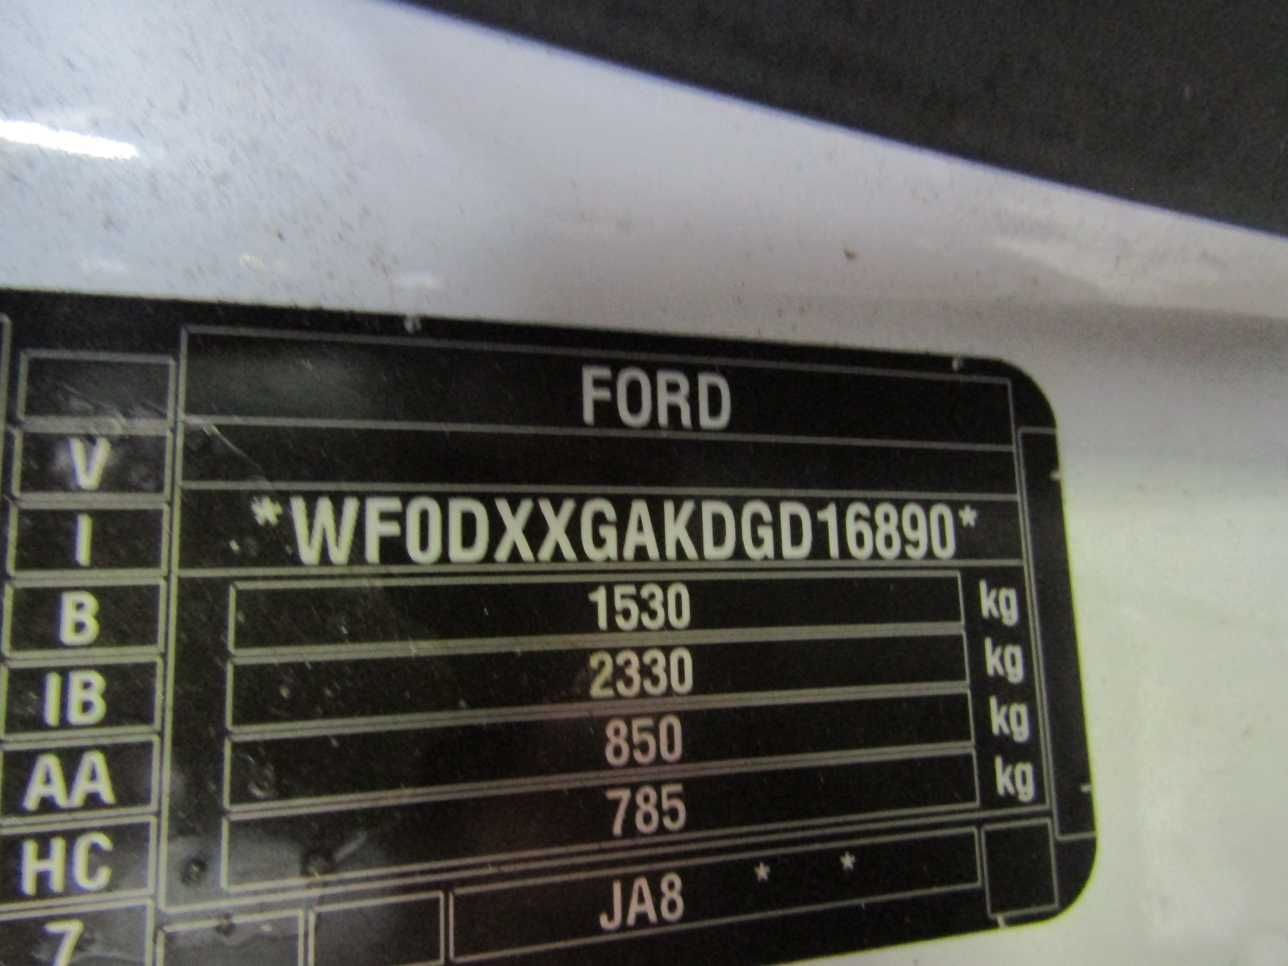 FORD
V
I *WF0DXXGAKDGD16890*
B 1530 kg
IB 2330 kg
AA 850 kg
HC 785 kg
7 JA8 * *